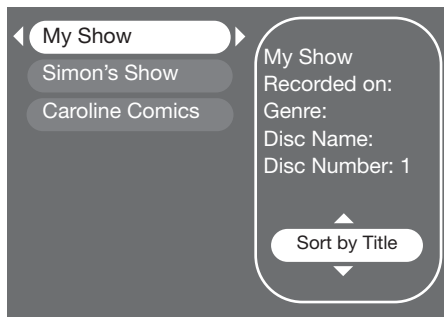 My Show
Simon's Show
Caroline Comics
My Show
Recorded on:
Genre:
Disc Name:
Disc Number: 1
Sort by Title